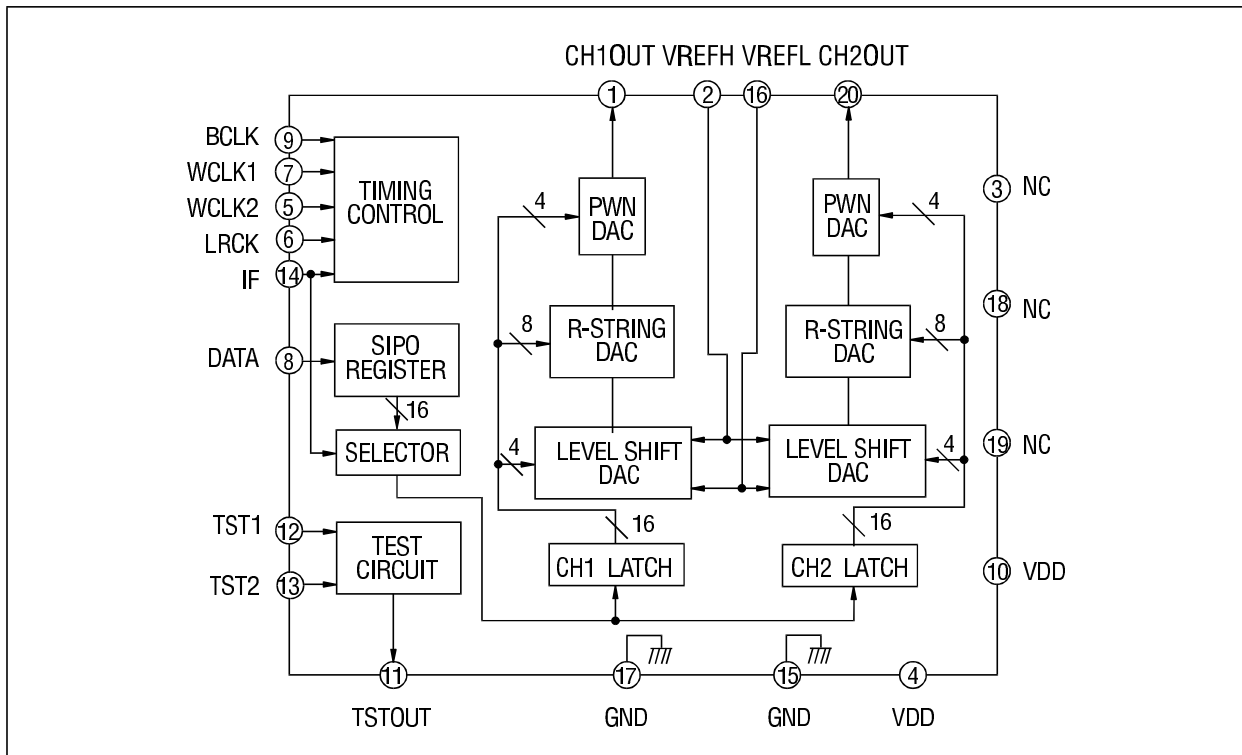 CH1OUT VREFH VREFL CH2OUT
1 2 16 20
BCLK 9
WCLK1 7
WCLK2 5
LRCK 6
IF 14
TIMING
CONTROL
PWN
DAC
4
PWN
DAC
4
3 NC
R-STRING
DAC
8
R-STRING
DAC
8
18 NC
DATA 8
SIPO
REGISTER
16
SELECTOR
LEVEL SHIFT
DAC
4
LEVEL SHIFT
DAC
4
19 NC
TST1 12
TST2 13
TEST
CIRCUIT
16
CH1 LATCH
16
CH2 LATCH
10 VDD
11
TSTOUT
17
GND
15
GND
4
VDD